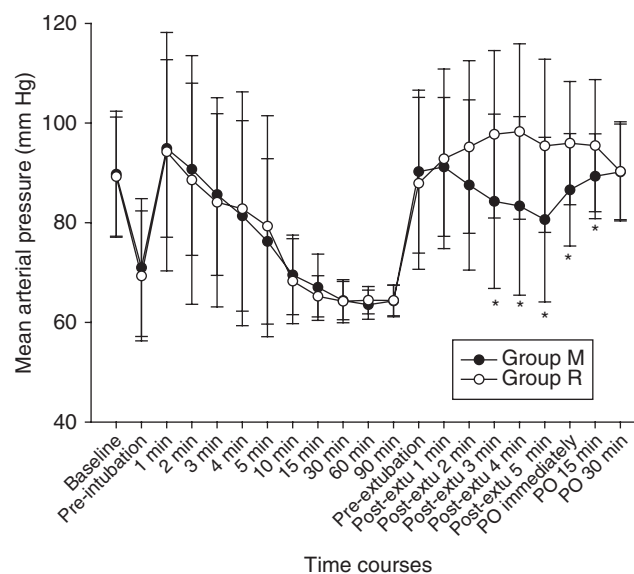 120
100
80
60
40
Mean arterial pressure (mm Hg)
*
*
*
*
*
Group M
Group R
Baseline
Pre-intubation
1 min
2 min
3 min
4 min
5 min
10 min
15 min
30 min
60 min
90 min
Pre-extubation
Post-extu 1 min
Post-extu 2 min
Post-extu 3 min
Post-extu 4 min
Post-extu 5 min
PO immediately
PO 15 min
PO 30 min
Time courses